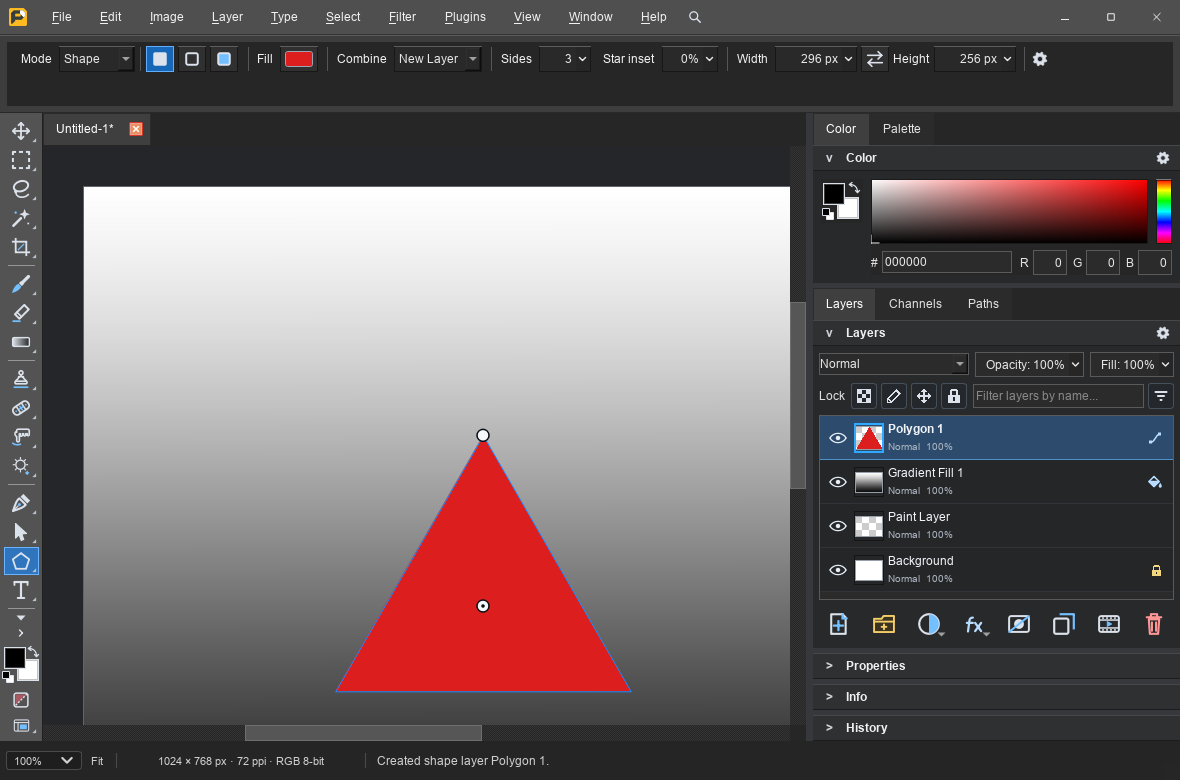 File Edit Image Layer Type Select Filter Plugins View Window Help
Mode Shape Fill Combine New Layer Sides 3 Star inset 0% Width 296 px Height 256 px
Untitled-1*
Color Palette
Color
# 000000 R 0 G 0 B 0
Layers Channels Paths
Layers
Normal Opacity: 100% Fill: 100%
Lock Filter layers by name...
Polygon 1
Normal 100%
Gradient Fill 1
Normal 100%
Paint Layer
Normal 100%
Background
Normal 100%
fx
Properties
Info
History
100% Fit 1024 × 768 px · 72 ppi · RGB 8-bit Created shape layer Polygon 1.